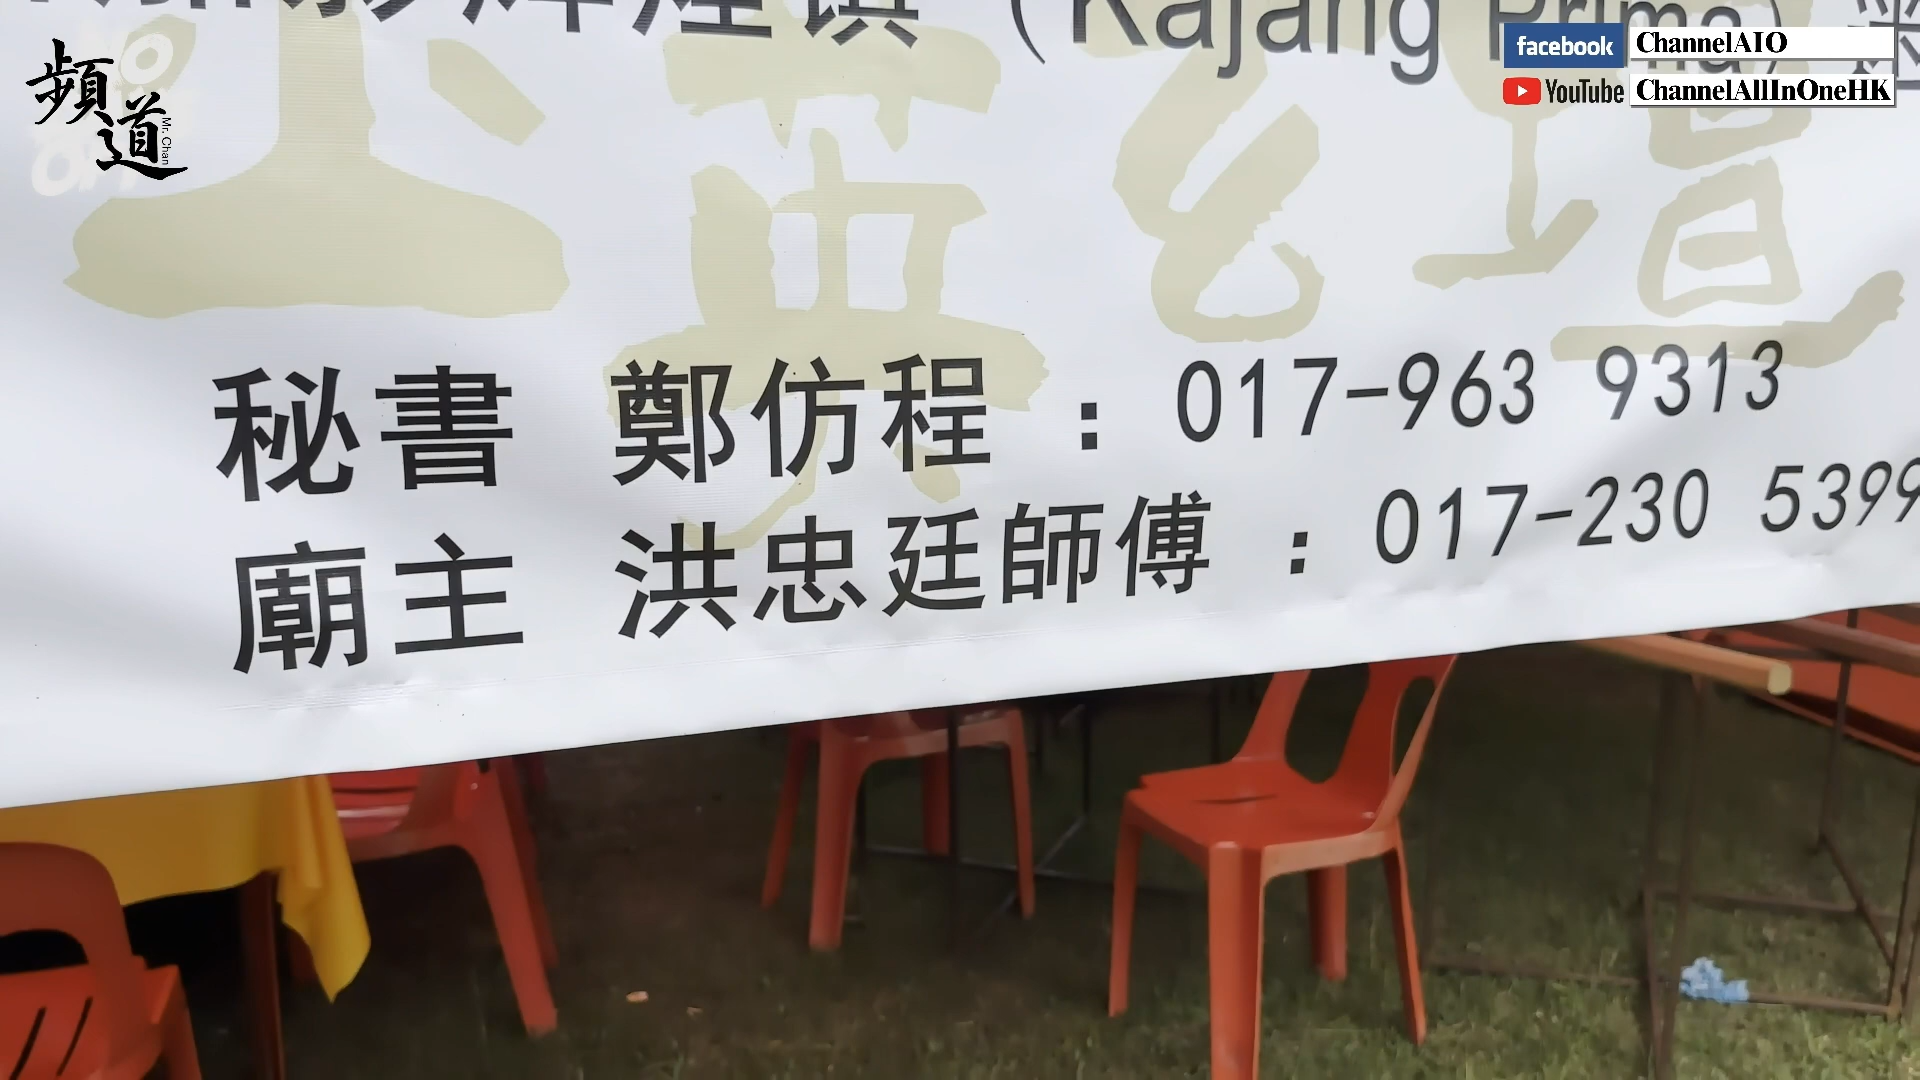 (Kajang Prima)
facebook ChannelAIO
YouTube ChannelAllInOneHK
頻道
Mr. Chan
秘書 鄭仿程 : 017-963 9313
廟主 洪忠廷師傅 : 017-230 5399